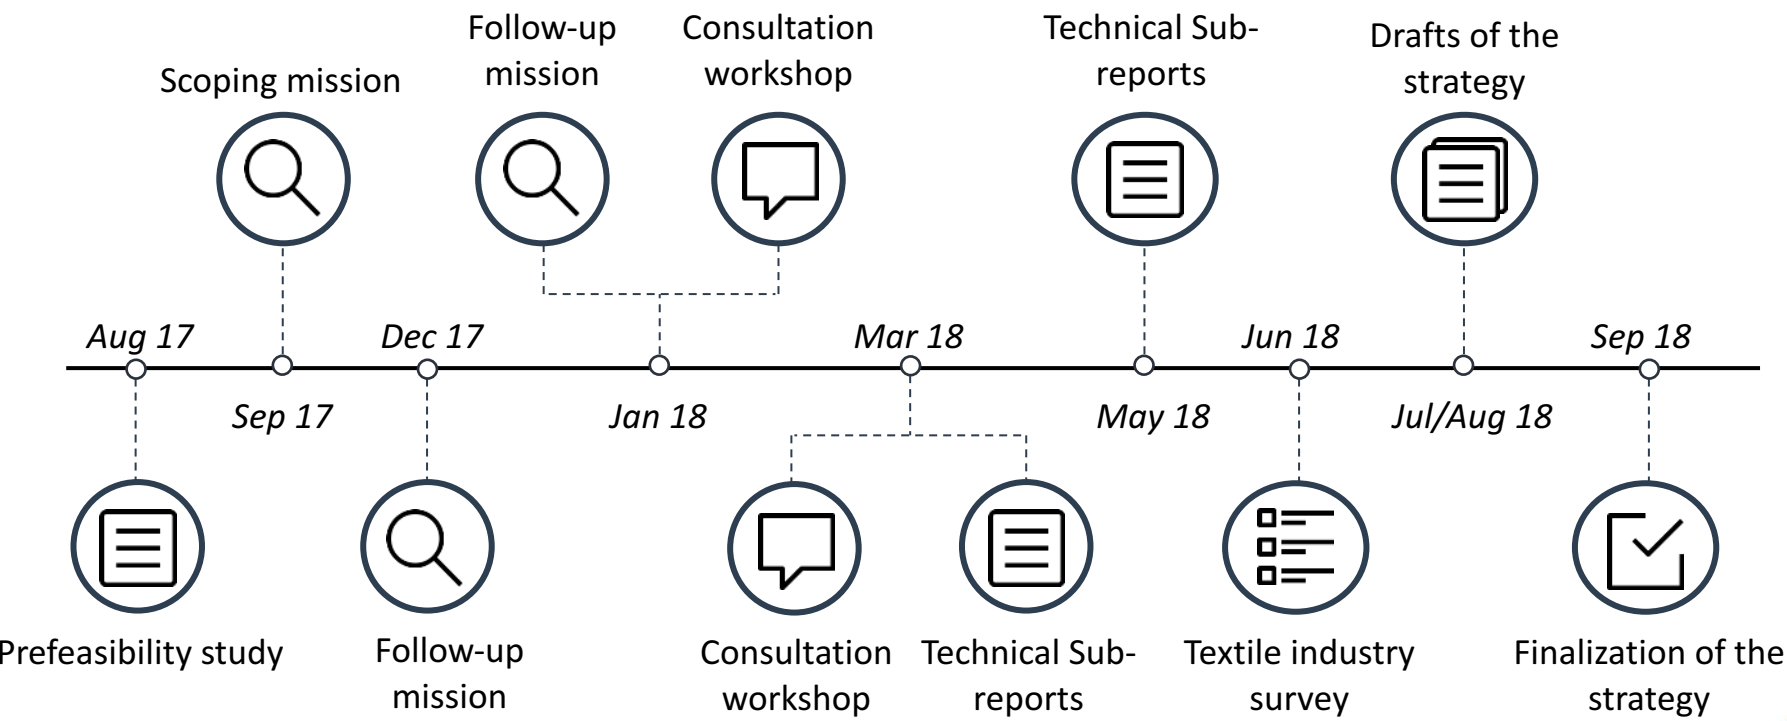 Scoping mission
Follow-up
mission
Consultation
workshop
Technical Sub-
reports
Drafts of the
strategy
Aug 17
Dec 17
Mar 18
Jun 18
Sep 18
Sep 17
Jan 18
May 18
Jul/Aug 18
Prefeasibility study
Follow-up
mission
Consultation
workshop
Technical Sub-
reports
Textile industry
survey
Finalization of the
strategy